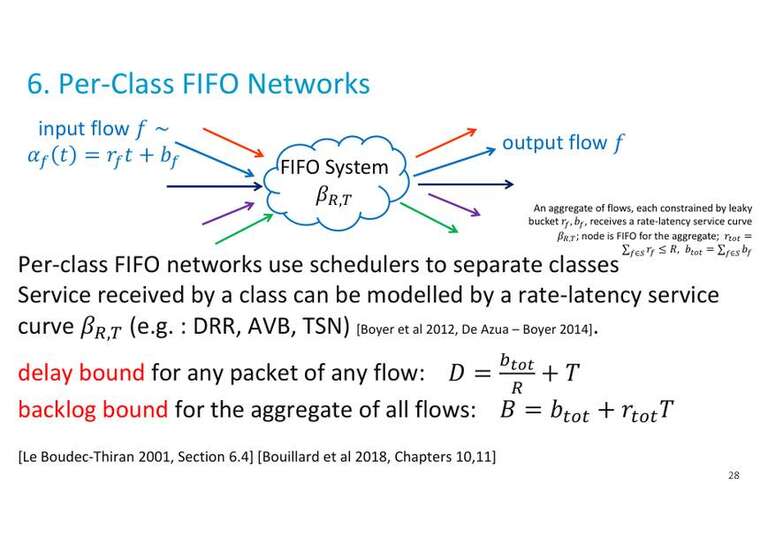 6. Per-Class FIFO Networks
input flow 𝑓 ~
𝛼𝑓(𝑡) = 𝑟𝑓𝑡 + 𝑏𝑓
FIFO System
𝛽𝑅,𝑇
output flow 𝑓
An aggregate of flows, each constrained by leaky
bucket 𝑟𝑓, 𝑏𝑓, receives a rate-latency service curve
𝛽𝑅,𝑇; node is FIFO for the aggregate; 𝑟𝑡𝑜𝑡 =
∑𝑓∈𝑆 𝑟𝑓 ≤ 𝑅, 𝑏𝑡𝑜𝑡 = ∑𝑓∈𝑆 𝑏𝑓
Per-class FIFO networks use schedulers to separate classes
Service received by a class can be modelled by a rate-latency service
curve 𝛽𝑅,𝑇 (e.g. : DRR, AVB, TSN) [Boyer et al 2012, De Azua – Boyer 2014].
delay bound for any packet of any flow: 𝐷 = 𝑏𝑡𝑜𝑡/𝑅 + 𝑇
backlog bound for the aggregate of all flows: 𝐵 = 𝑏𝑡𝑜𝑡 + 𝑟𝑡𝑜𝑡𝑇
[Le Boudec-Thiran 2001, Section 6.4] [Bouillard et al 2018, Chapters 10,11]
28